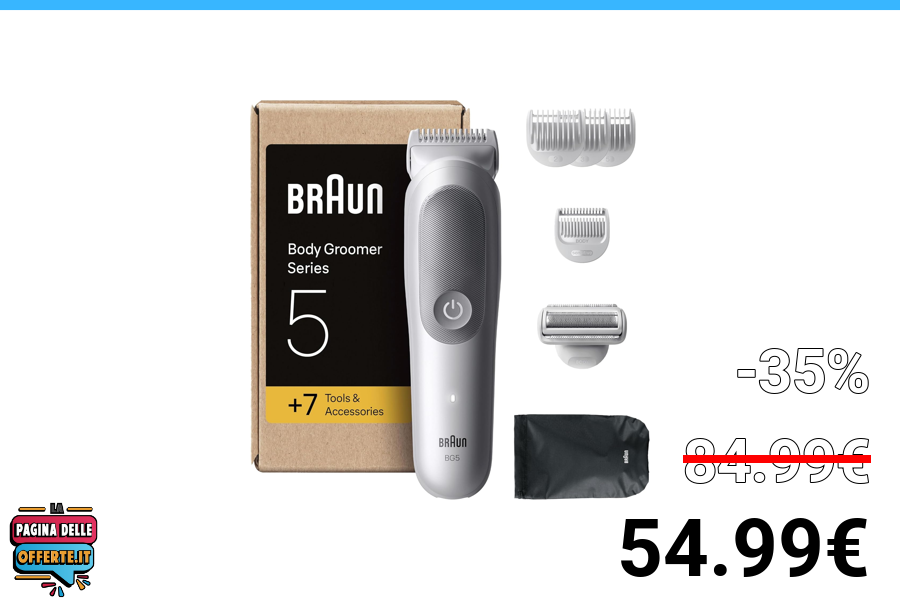 BRAUN
Body Groomer
Series
5
+7 Tools &
Accessories
BRAUN
BG5
BRAUN
-35%
84.99€
54.99€
LA
PAGINA DELLE
OFFERTE.IT